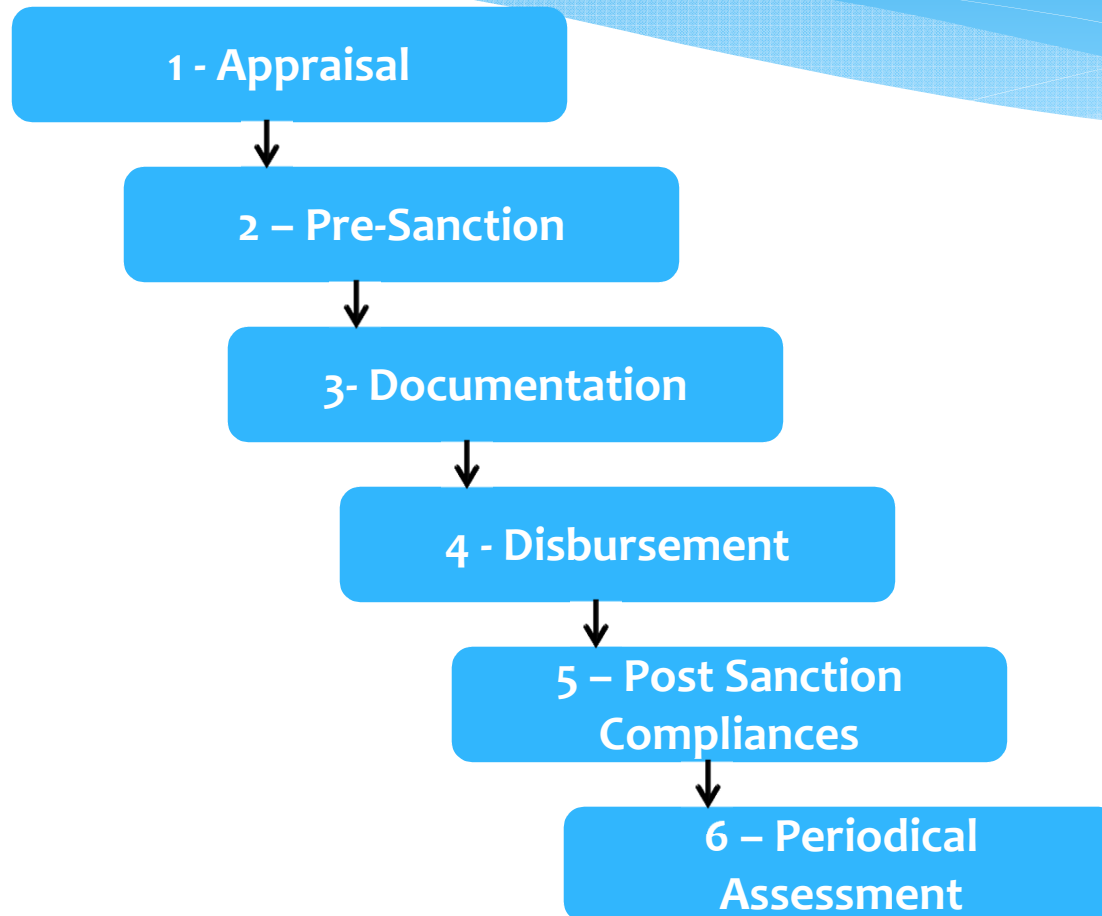 1 - Appraisal
2 – Pre-Sanction
3- Documentation
4 - Disbursement
5 – Post Sanction
Compliances
6 – Periodical
Assessment